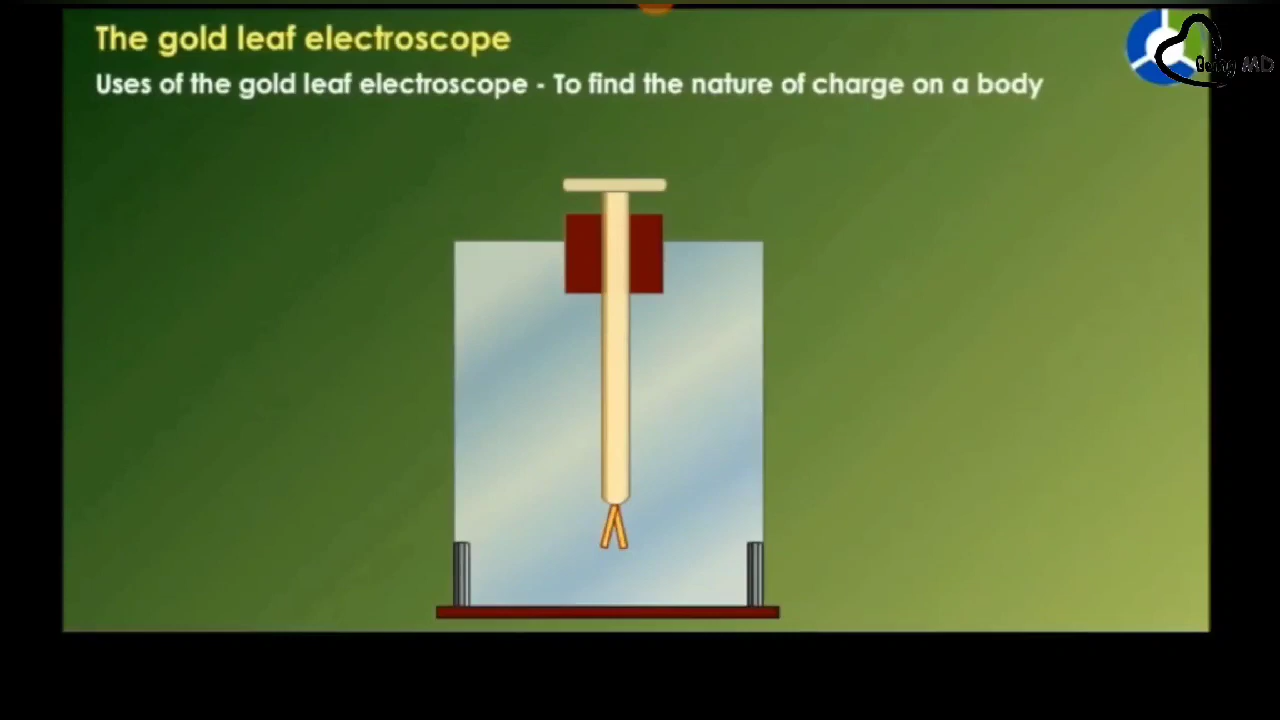 The gold leaf electroscope
Uses of the gold leaf electroscope - To find the nature of charge on a body